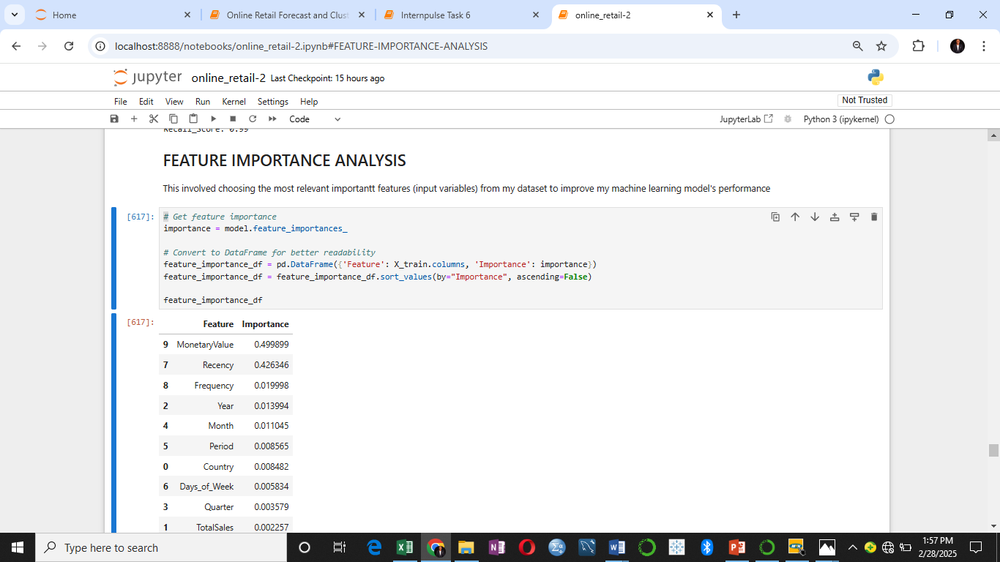 Home
Online Retail Forecast and Clust
Internpulse Task 6
online_retail-2
localhost:8888/notebooks/online_retail-2.ipynb#FEATURE-IMPORTANCE-ANALYSIS
jupyter online_retail-2 Last Checkpoint: 15 hours ago
File Edit View Run Kernel Settings Help
Not Trusted
Code
JupyterLab
Python 3 (ipykernel)
Recall_Score: 0.99
FEATURE IMPORTANCE ANALYSIS
This involved choosing the most relevant importantt features (input variables) from my dataset to improve my machine learning model's performance
[617]:
# Get feature importance
importance = model.feature_importances_
# Convert to DataFrame for better readability
feature_importance_df = pd.DataFrame({'Feature': X_train.columns, 'Importance': importance})
feature_importance_df = feature_importance_df.sort_values(by="Importance", ascending=False)
feature_importance_df
[617]:
Feature Importance
9 MonetaryValue 0.499899
7 Recency 0.426346
8 Frequency 0.019998
2 Year 0.013994
4 Month 0.011045
5 Period 0.008565
0 Country 0.008482
6 Days_of_Week 0.005834
3 Quarter 0.003579
1 TotalSales 0.002257
Type here to search
1:57 PM
2/28/2025